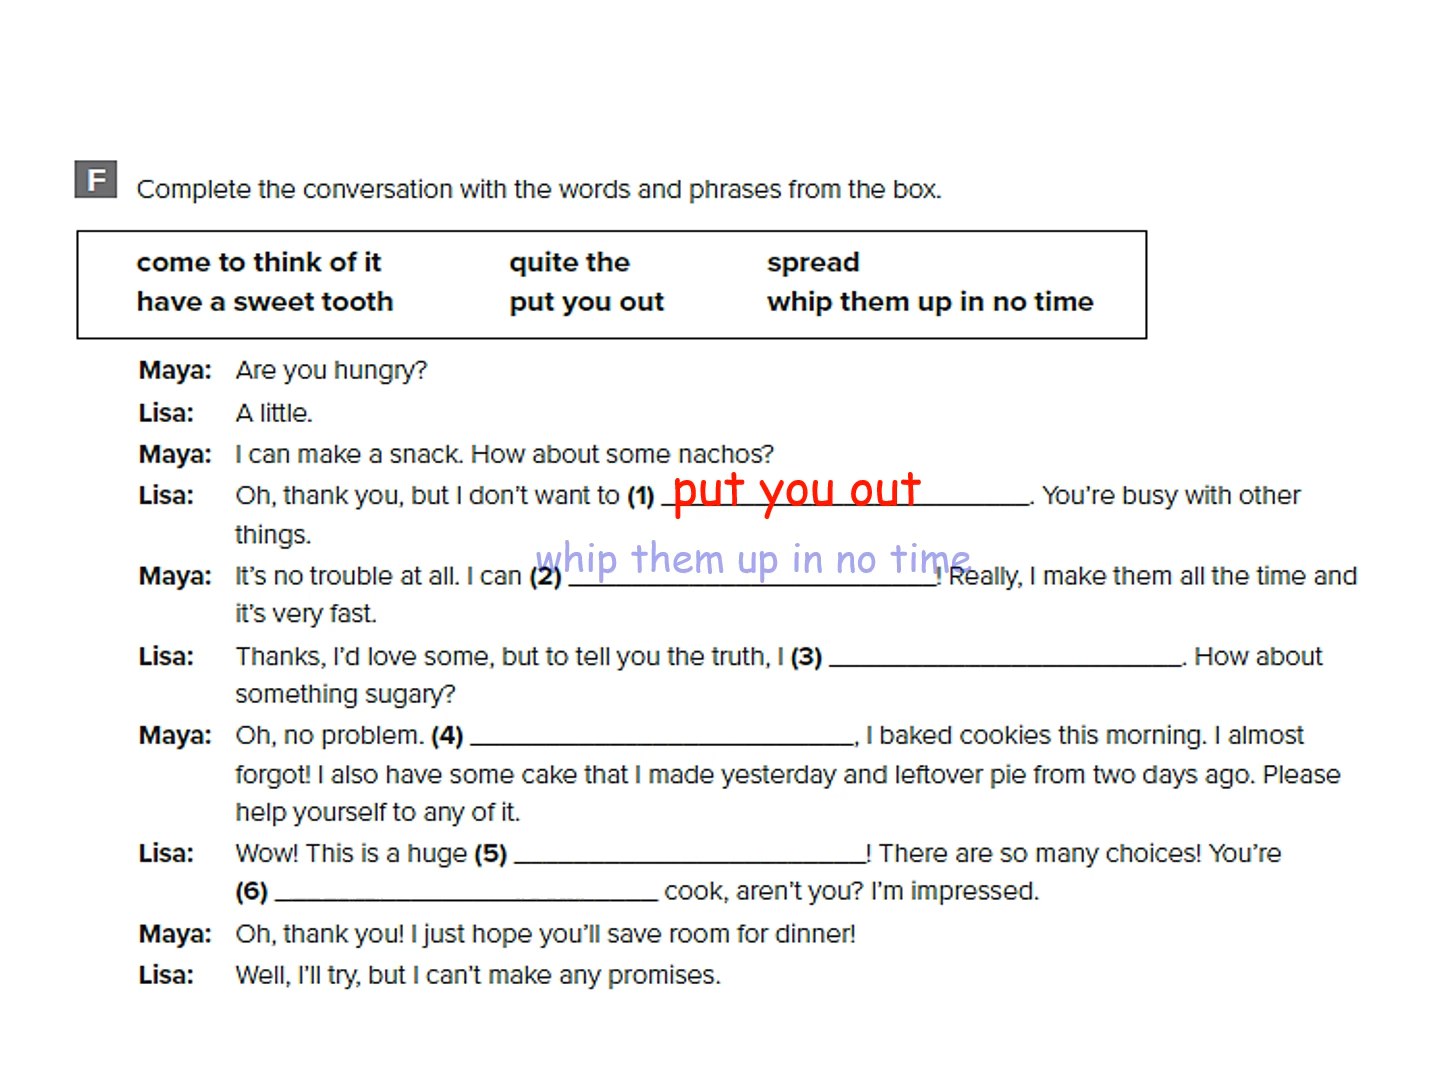 F Complete the conversation with the words and phrases from the box.
come to think of it quite the spread
have a sweet tooth put you out whip them up in no time
Maya: Are you hungry?
Lisa: A little.
Maya: I can make a snack. How about some nachos?
Lisa: Oh, thank you, but I don't want to (1) put you out. You're busy with other
things.
whip them up in no time
Maya: It's no trouble at all. I can (2) ____________________! Really, I make them all the time and
it's very fast.
Lisa: Thanks, I'd love some, but to tell you the truth, I (3) ____________________. How about
something sugary?
Maya: Oh, no problem. (4) ____________________, I baked cookies this morning. I almost
forgot! I also have some cake that I made yesterday and leftover pie from two days ago. Please
help yourself to any of it.
Lisa: Wow! This is a huge (5) ____________________! There are so many choices! You're
(6) ____________________ cook, aren't you? I'm impressed.
Maya: Oh, thank you! I just hope you'll save room for dinner!
Lisa: Well, I'll try, but I can't make any promises.